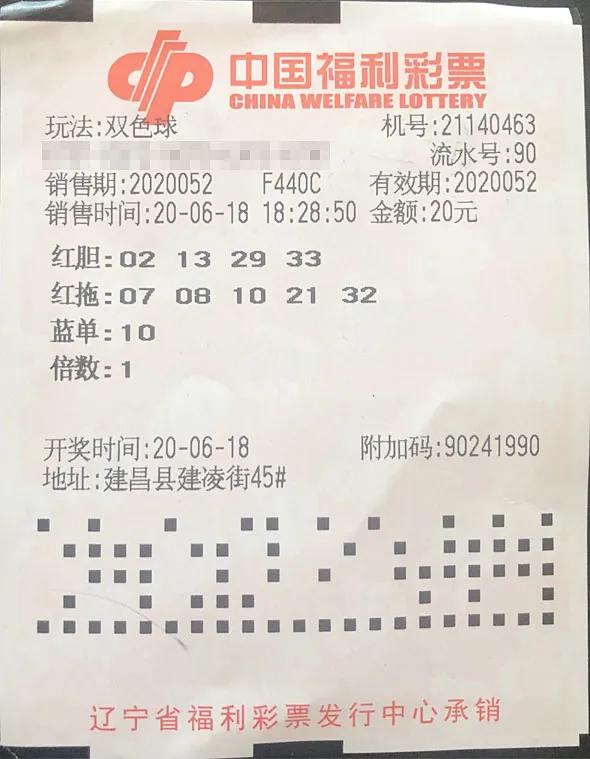 中国福利彩票
CHINA WELFARE LOTTERY
玩法:双色球 机号:21140463
流水号:90
销售期:2020052 F440C 有效期:2020052
销售时间:20-06-18 18:28:50 金额:20元
红胆:02 13 29 33
红拖:07 08 10 21 32
蓝单:10
倍数:1
开奖时间:20-06-18 附加码:90241990
地址:建昌县建凌街45#
辽宁省福利彩票发行中心承销